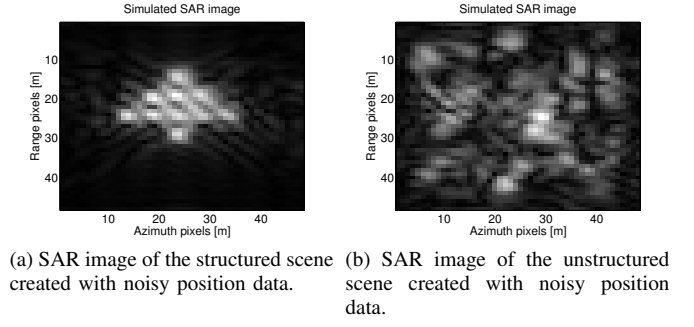 Simulated SAR image
Range pixels [m]
10
20
30
40
10 20 30 40
Azimuth pixels [m]
(a) SAR image of the structured scene
created with noisy position data.
Simulated SAR image
Range pixels [m]
10
20
30
40
10 20 30 40
Azimuth pixels [m]
(b) SAR image of the unstructured
scene created with noisy position
data.